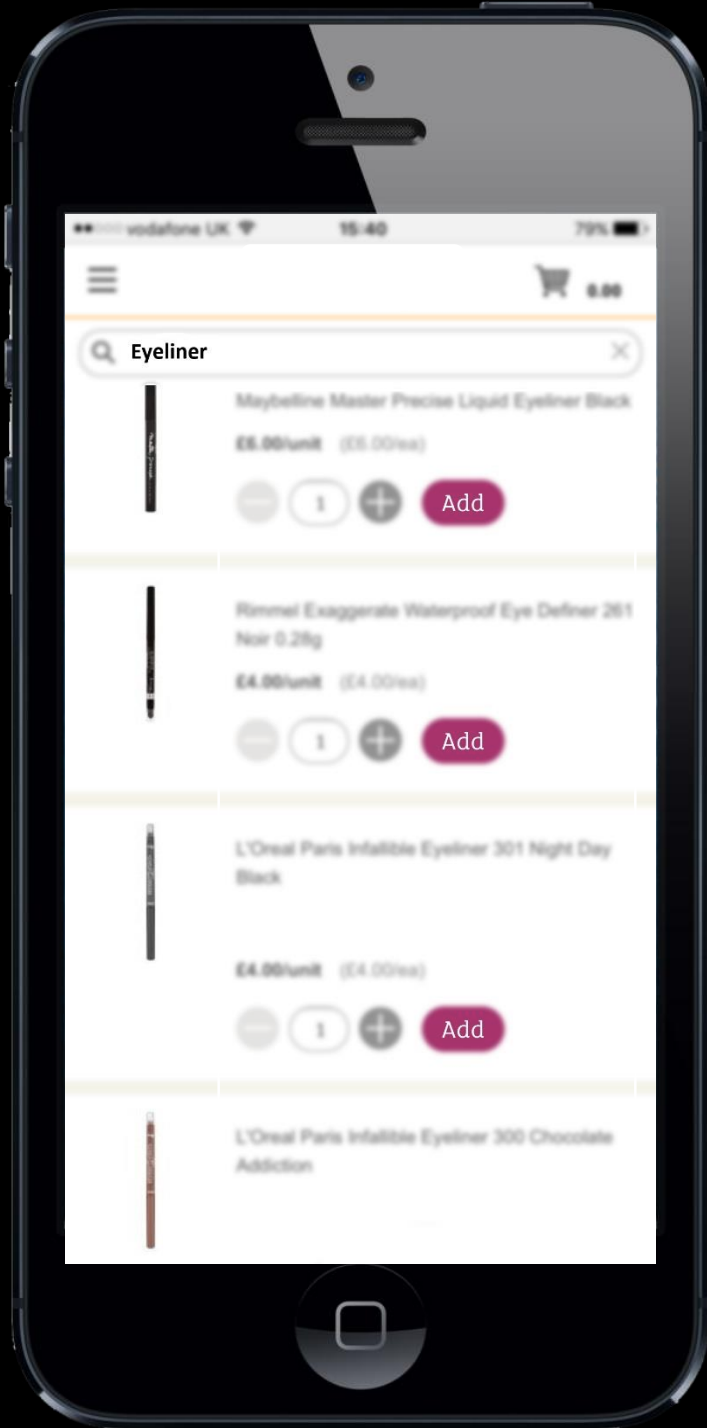 vodafone UK 15:40 79%
0.00
Eyeliner
Maybelline Master Precise Liquid Eyeliner Black
£6.00/unit (£6.00/ea)
1 Add
Rimmel Exaggerate Waterproof Eye Definer 261
Noir 0.28g
£4.00/unit (£4.00/ea)
1 Add
L'Oreal Paris Infallible Eyeliner 301 Night Day
Black
£4.00/unit (£4.00/ea)
1 Add
L'Oreal Paris Infallible Eyeliner 300 Chocolate
Addiction